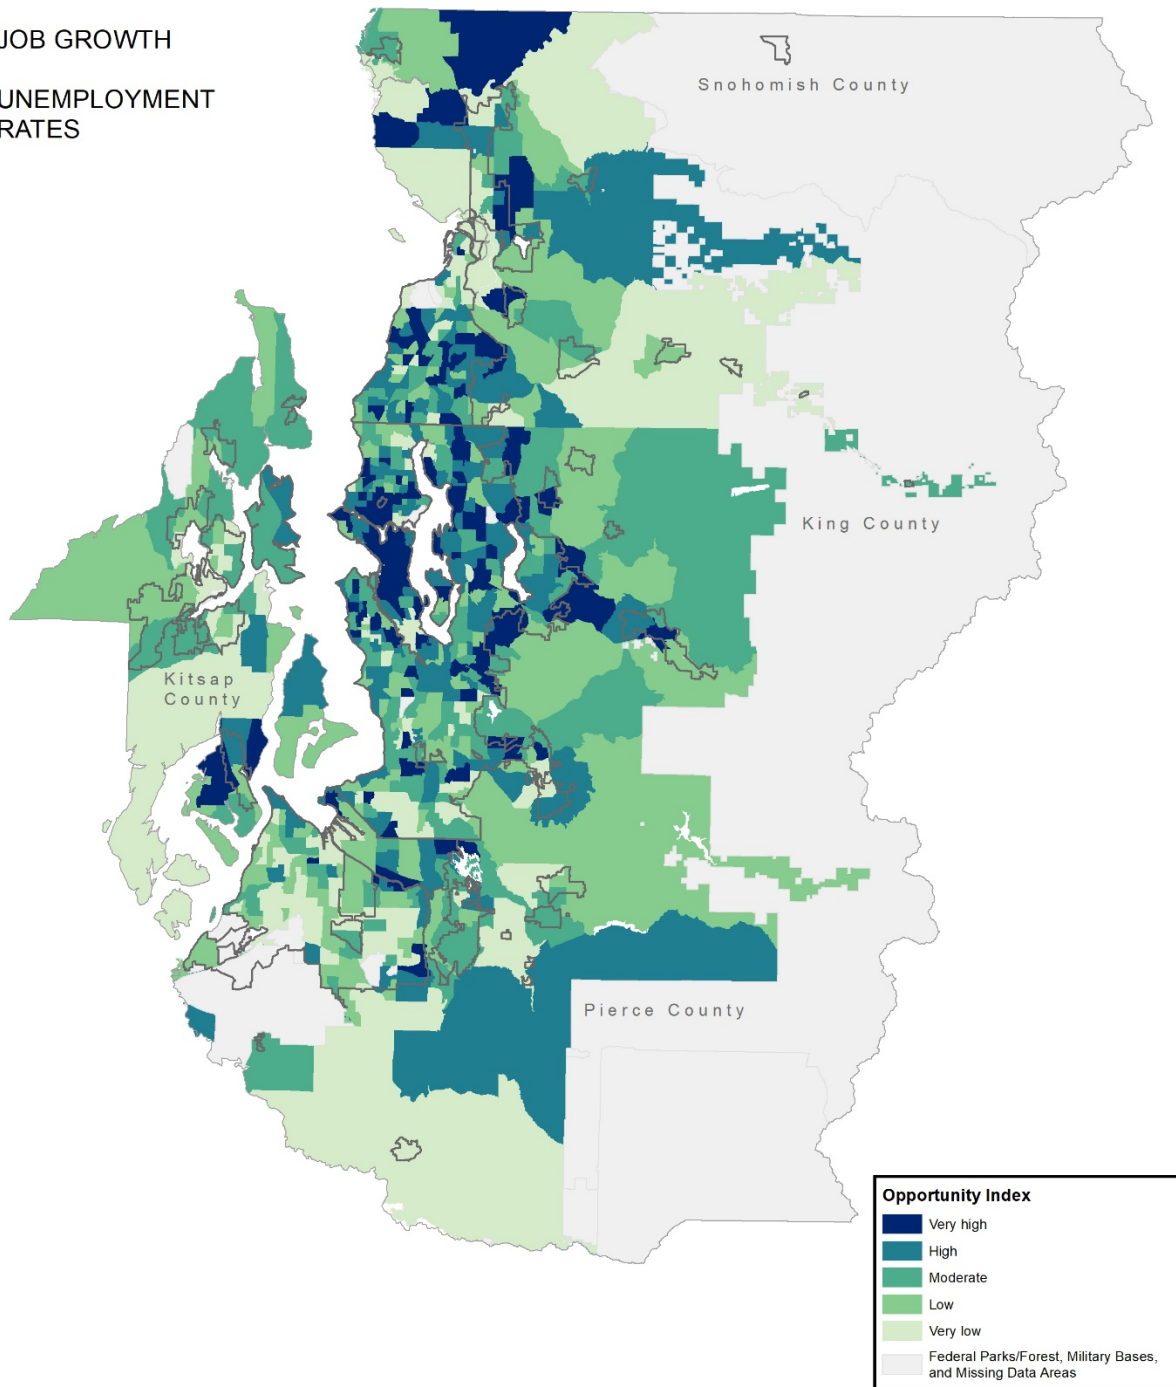 JOB GROWTH
UNEMPLOYMENT
RATES
Snohomish County
King County
Kitsap
County
Pierce County
Opportunity Index
Very high
High
Moderate
Low
Very low
Federal Parks/Forest, Military Bases,
and Missing Data Areas